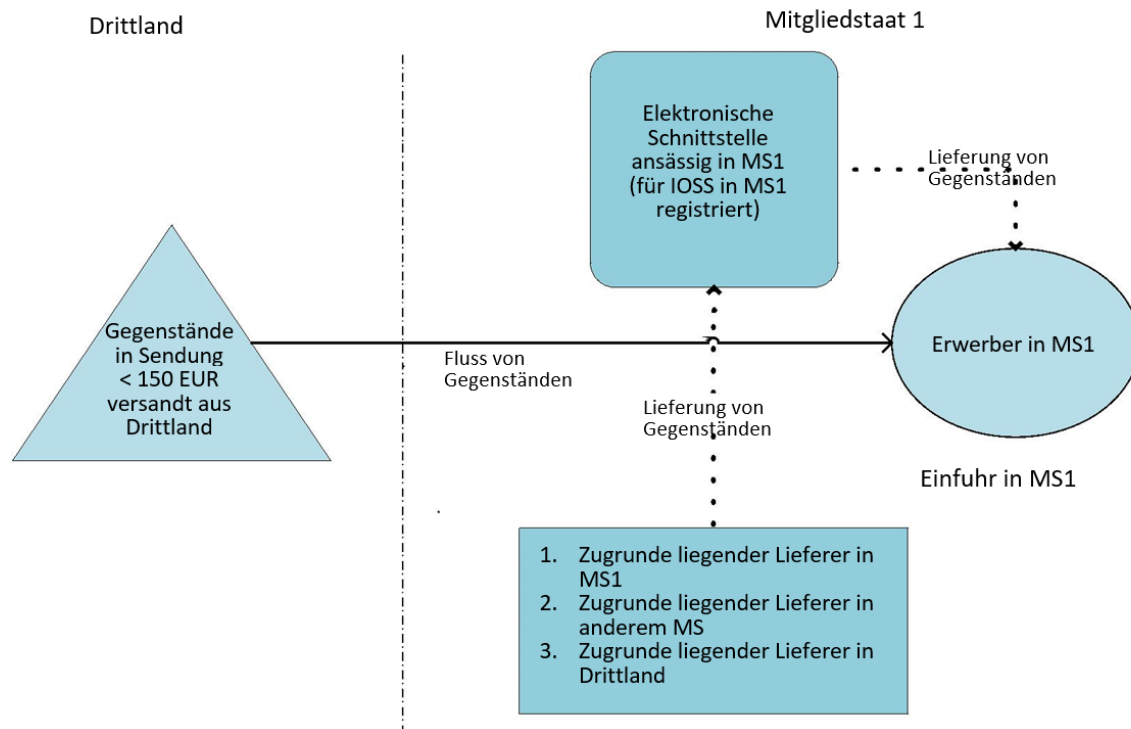 Drittland
Mitgliedstaat 1
Elektronische
Schnittstelle
ansässig in MS1
(für IOSS in MS1
registriert)
Lieferung von
Gegenständen
Gegenstände
in Sendung
< 150 EUR
versandt aus
Drittland
Fluss von
Gegenständen
Erwerber in MS1
Lieferung von
Gegenständen
Einfuhr in MS1
1. Zugrunde liegender Lieferer in
MS1
2. Zugrunde liegender Lieferer in
anderem MS
3. Zugrunde liegender Lieferer in
Drittland